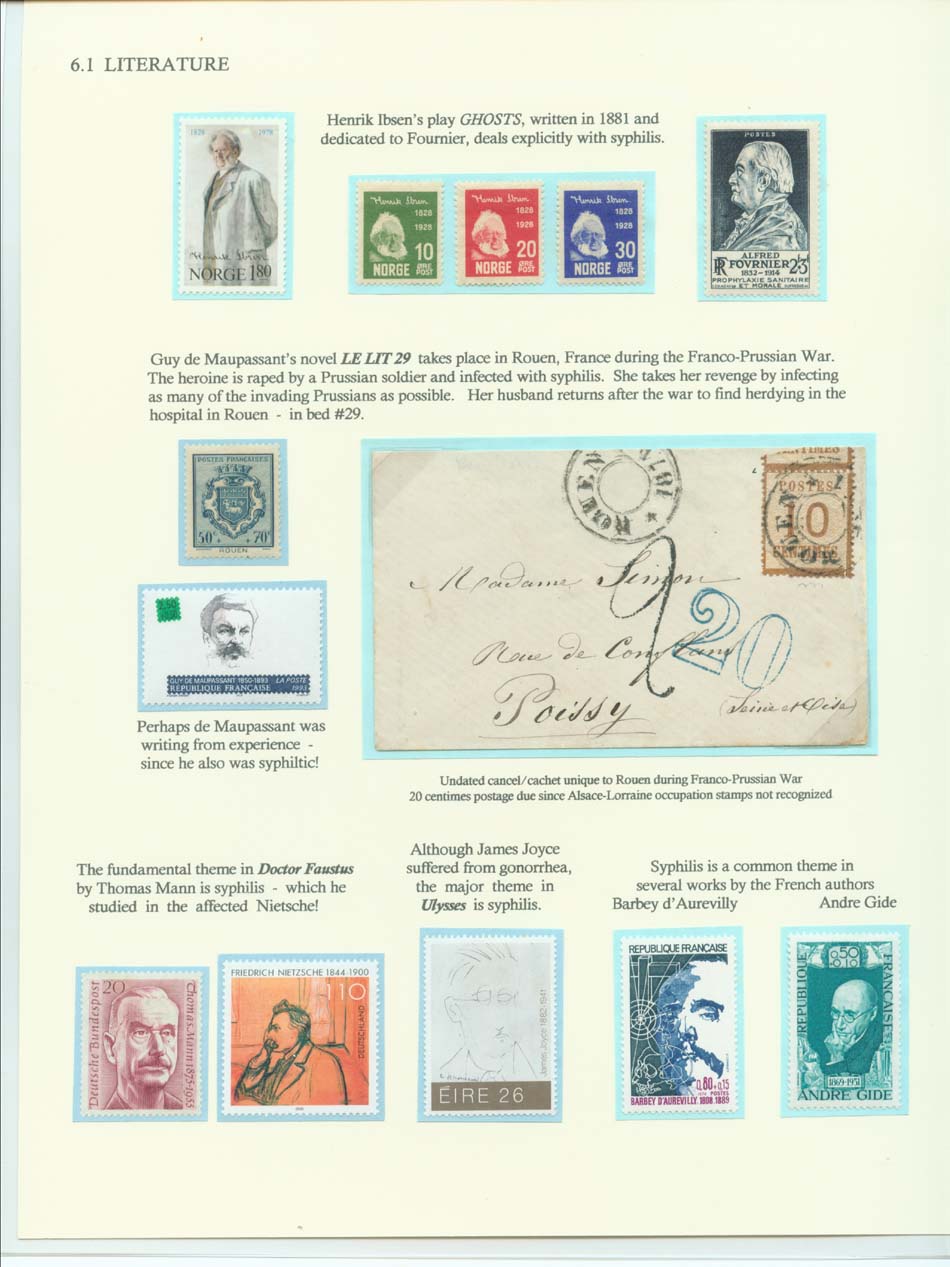 6.1 LITERATURE
Henrik Ibsen's play GHOSTS, written in 1881 and
dedicated to Fournier, deals explicitly with syphilis.
1828 1978
Henrik Ibsen
NORGE 180
Henrik Ibsen
1828
1928
10
NORGE ØRE POST
Henrik Ibsen
1828
1928
20
NORGE ØRE POST
Henrik Ibsen
1828
1928
30
NORGE ØRE POST
POSTES
ALFRED
RF FOVRNIER
1832-1914
PROPHYLAXIE SANITAIRE
ET MORALE
Guy de Maupassant's novel LE LIT 29 takes place in Rouen, France during the Franco-Prussian War.
The heroine is raped by a Prussian soldier and infected with syphilis. She takes her revenge by infecting
as many of the invading Prussians as possible. Her husband returns after the war to find herdying in the
hospital in Rouen - in bed #29.
POSTES FRANÇAISES
50c + 70c
ROUEN
2,50
GUY DE MAUPASSANT 1850-1893 LA POSTE
RÉPUBLIQUE FRANÇAISE 1993
Perhaps de Maupassant was
writing from experience -
since he also was syphiltic!
ROUEN
CENTIMES
POSTES
10
CENTIMES
Madame Simon
2
20
Rue de
Poissy
(Seine et Oise)
Undated cancel/cachet unique to Rouen during Franco-Prussian War
20 centimes postage due since Alsace-Lorraine occupation stamps not recognized
The fundamental theme in Doctor Faustus
by Thomas Mann is syphilis - which he
studied in the affected Nietsche!
Although James Joyce
suffered from gonorrhea,
the major theme in
Ulysses is syphilis.
Syphilis is a common theme in
several works by the French authors
Barbey d'Aurevilly Andre Gide
20
Deutsche Bundespost
Thomas Mann 1875-1955
FRIEDRICH NIETZSCHE 1844-1900
110
DEUTSCHLAND
James Joyce 1882-1941
ÉIRE 26
REPUBLIQUE FRANÇAISE
0,80+0,15
POSTES
BARBEY D'AUREVILLY 1808 1889
REPUBLIQUE FRANÇAISE
0,50
0,10
1869-1951
ANDRE GIDE